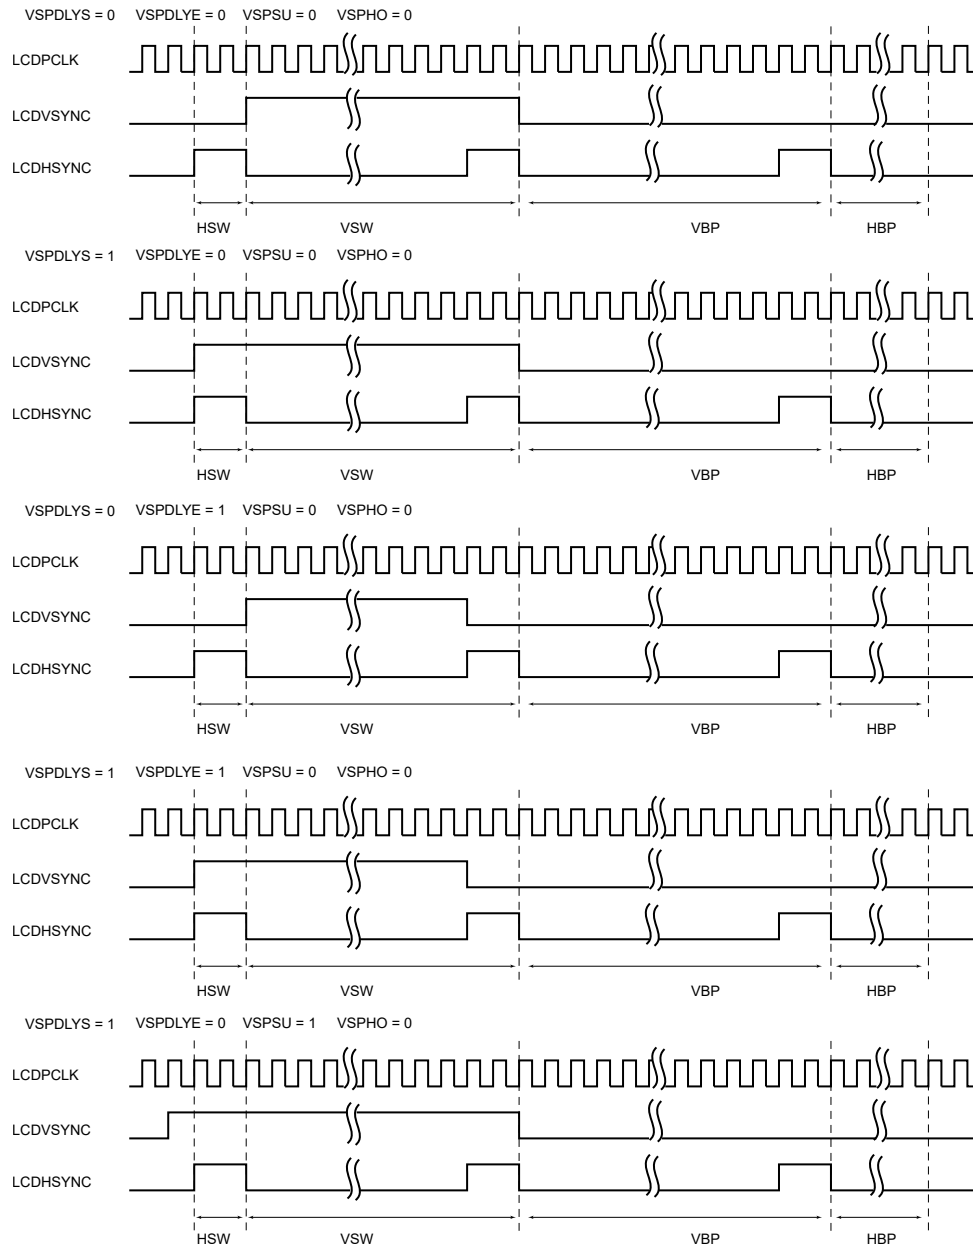 VSPDLYS = 0 VSPDLYE = 0 VSPSU = 0 VSPHO = 0
LCDPCLK
LCDVSYNC
LCDHSYNC
HSW VSW VBP HBP
VSPDLYS = 1 VSPDLYE = 0 VSPSU = 0 VSPHO = 0
LCDPCLK
LCDVSYNC
LCDHSYNC
HSW VSW VBP HBP
VSPDLYS = 0 VSPDLYE = 1 VSPSU = 0 VSPHO = 0
LCDPCLK
LCDVSYNC
LCDHSYNC
HSW VSW VBP HBP
VSPDLYS = 1 VSPDLYE = 1 VSPSU = 0 VSPHO = 0
LCDPCLK
LCDVSYNC
LCDHSYNC
HSW VSW VBP HBP
VSPDLYS = 1 VSPDLYE = 0 VSPSU = 1 VSPHO = 0
LCDPCLK
LCDVSYNC
LCDHSYNC
HSW VSW VBP HBP